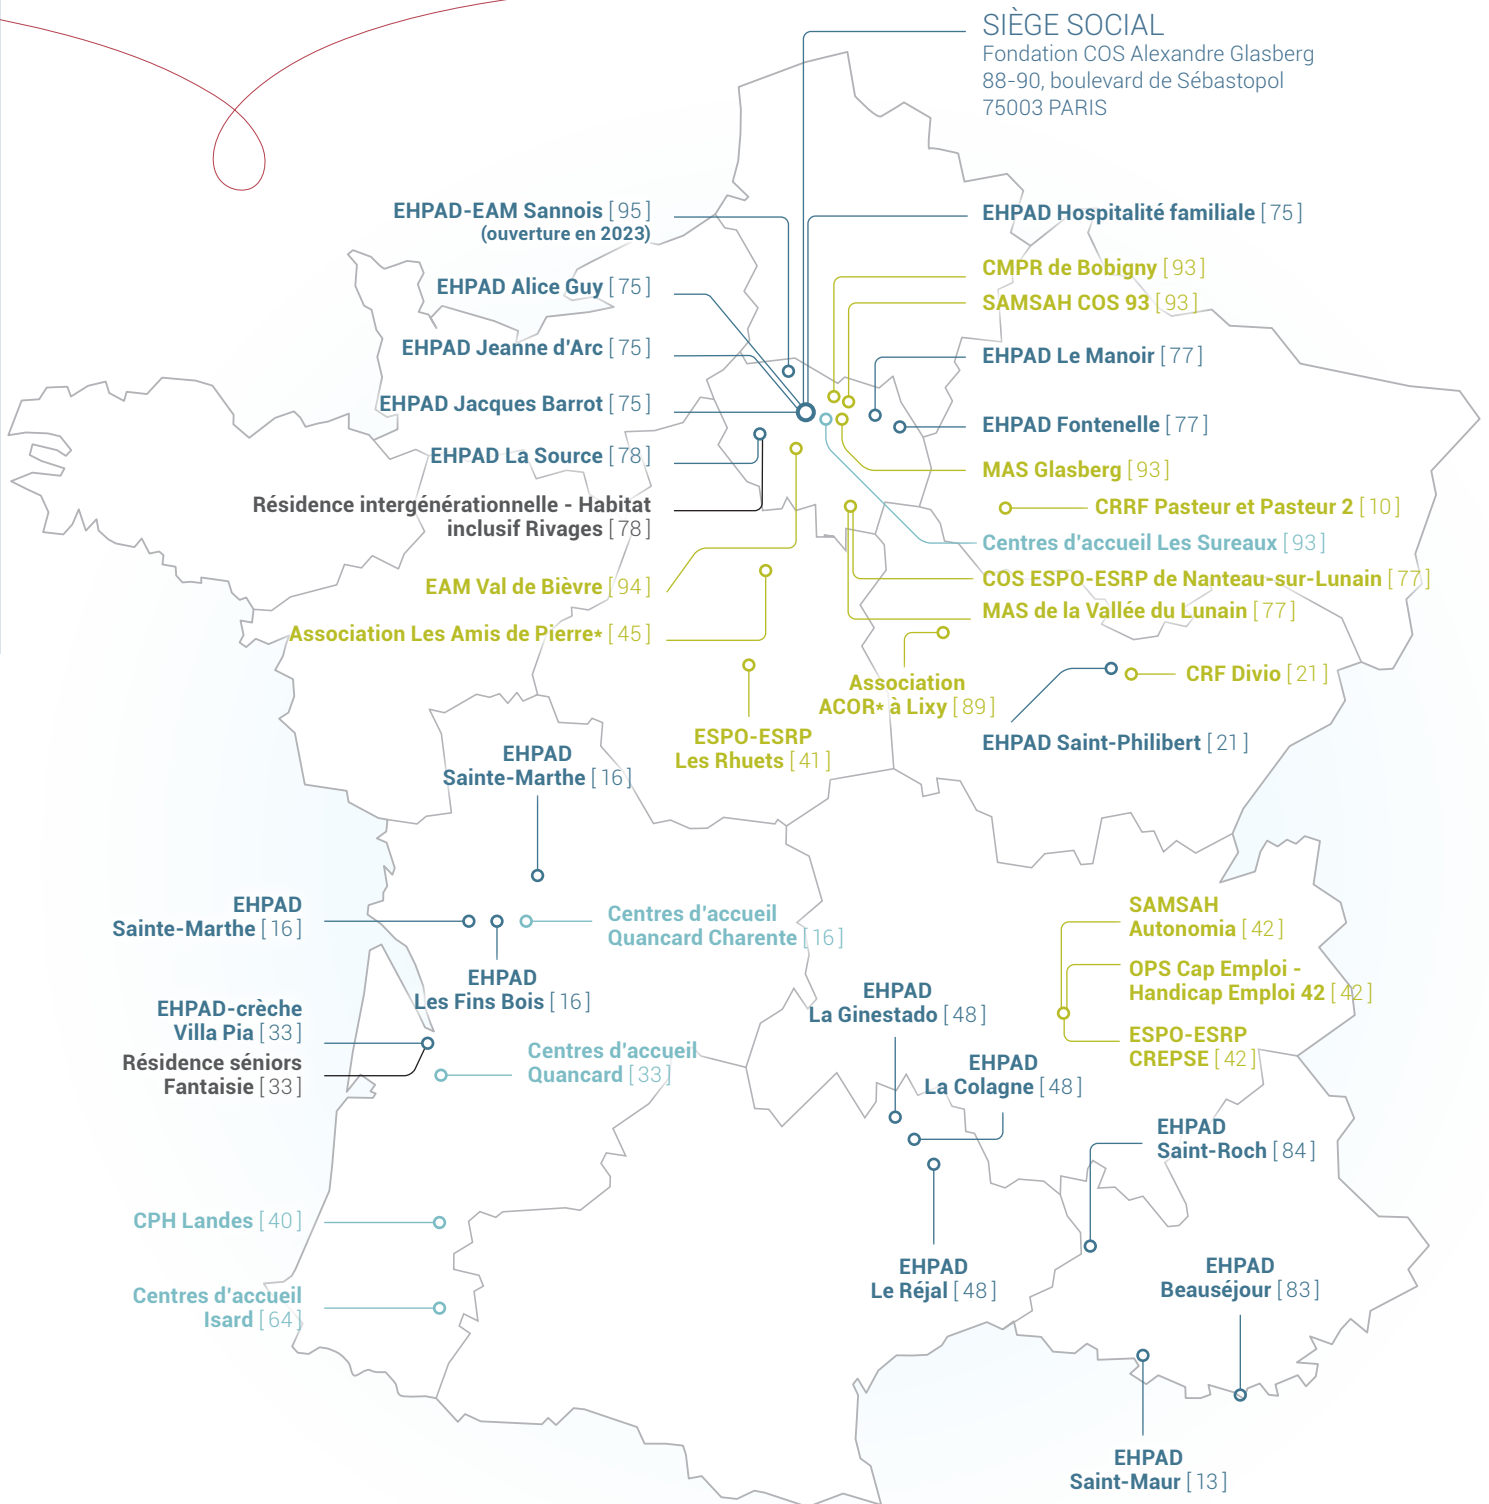 SIÈGE SOCIAL
Fondation COS Alexandre Glasberg
88-90, boulevard de Sébastopol
75003 PARIS
EHPAD-EAM Sannois [95]
(ouverture en 2023)
EHPAD Alice Guy [75]
EHPAD Jeanne d'Arc [75]
EHPAD Jacques Barrot [75]
EHPAD La Source [78]
Résidence intergénérationnelle - Habitat
inclusif Rivages [78]
EAM Val de Bièvre [94]
Association Les Amis de Pierre* [45]
EHPAD Hospitalité familiale [75]
CMPR de Bobigny [93]
SAMSAH COS 93 [93]
EHPAD Le Manoir [77]
EHPAD Fontenelle [77]
MAS Glasberg [93]
CRRF Pasteur et Pasteur 2 [10]
Centres d'accueil Les Sureaux [93]
COS ESPO-ESRP de Nanteau-sur-Lunain [77]
MAS de la Vallée du Lunain [77]
CRF Divio [21]
Association
ACOR* à Lixy [89]
EHPAD Saint-Philibert [21]
ESPO-ESRP
Les Rhuets [41]
EHPAD
Sainte-Marthe [16]
EHPAD
Sainte-Marthe [16]
Centres d'accueil
Quancard Charente [16]
EHPAD
Les Fins Bois [16]
EHPAD-crèche
Villa Pia [33]
Résidence séniors
Fantaisie [33]
Centres d'accueil
Quancard [33]
SAMSAH
Autonomia [42]
OPS Cap Emploi -
Handicap Emploi 42 [42]
ESPO-ESRP
CREPSE [42]
EHPAD
La Ginestado [48]
EHPAD
La Colagne [48]
EHPAD
Saint-Roch [84]
CPH Landes [40]
Centres d'accueil
Isard [64]
EHPAD
Le Réjal [48]
EHPAD
Beauséjour [83]
EHPAD
Saint-Maur [13]